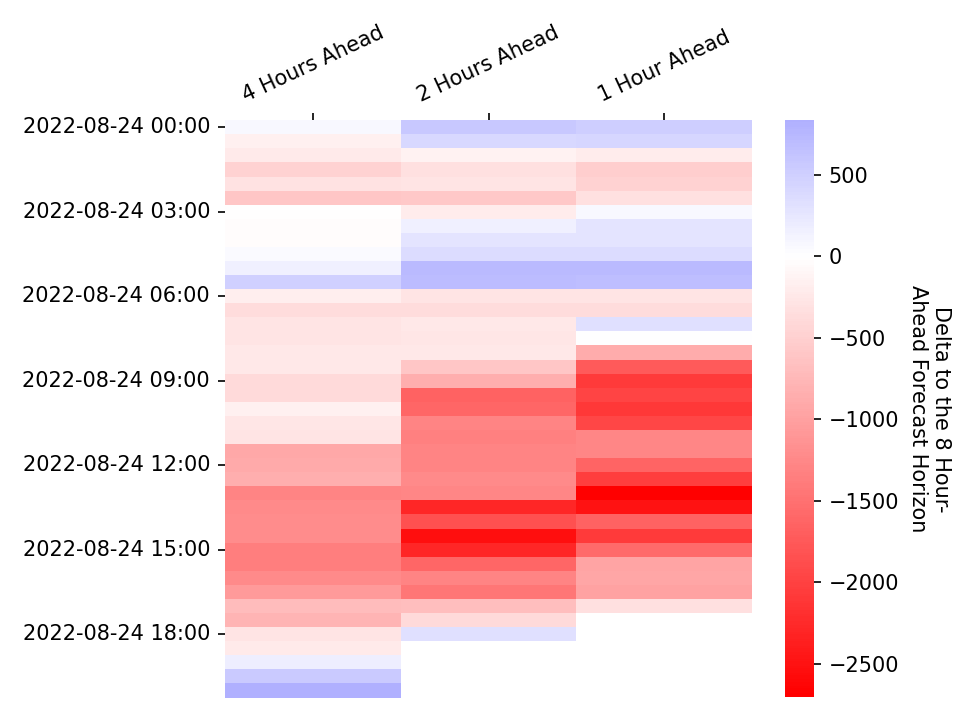 4 Hours Ahead
2 Hours Ahead
1 Hour Ahead
2022-08-24 00:00
2022-08-24 03:00
2022-08-24 06:00
2022-08-24 09:00
2022-08-24 12:00
2022-08-24 15:00
2022-08-24 18:00
500
0
−500
−1000
−1500
−2000
−2500
Delta to the 8 Hour-
Ahead Forecast Horizon